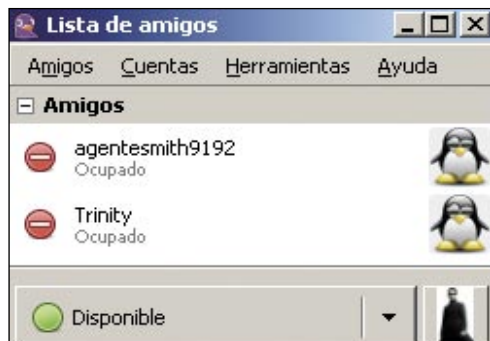 Lista de amigos
Amigos Cuentas Herramientas Ayuda
Amigos
agentesmith9192
Ocupado
Trinity
Ocupado
Disponible